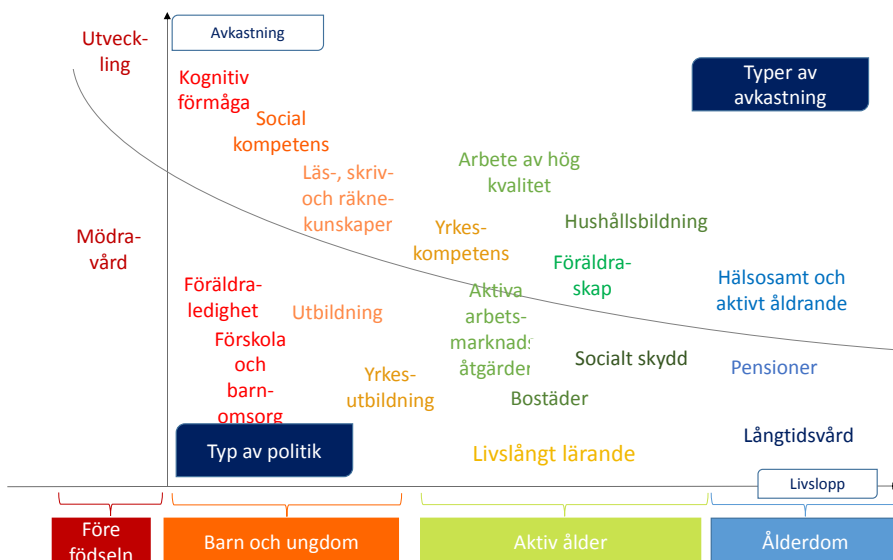 Utveck-
ling
Avkastning
Typer av
avkastning
Kognitiv
förmåga
Social
kompetens
Läs-, skriv-
och räkne-
kunskaper
Arbete av hög
kvalitet
Yrkes-
kompetens
Hushållsbildning
Föräldra-
skap
Hälsosamt och
aktivt åldrande
Mödra-
vård
Föräldra-
ledighet
Utbildning
Förskola
och
barn-
omsorg
Yrkes-
utbildning
Aktiva
arbets-
marknads
åtgärder
Socialt skydd
Bostäder
Pensioner
Typ av politik
Livslångt lärande
Långtidsvård
Livslopp
Före
födseln
Barn och ungdom
Aktiv ålder
Ålderdom